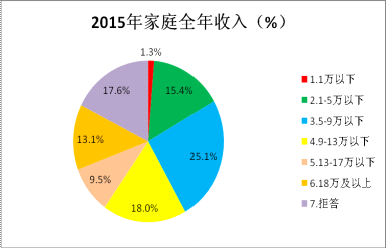 2015年家庭全年收入（%）
1.3%
15.4%
25.1%
18.0%
9.5%
13.1%
17.6%
1.1万以下
2.1-5万以下
3.5-9万以下
4.9-13万以下
5.13-17万以下
6.18万及以上
7.拒答